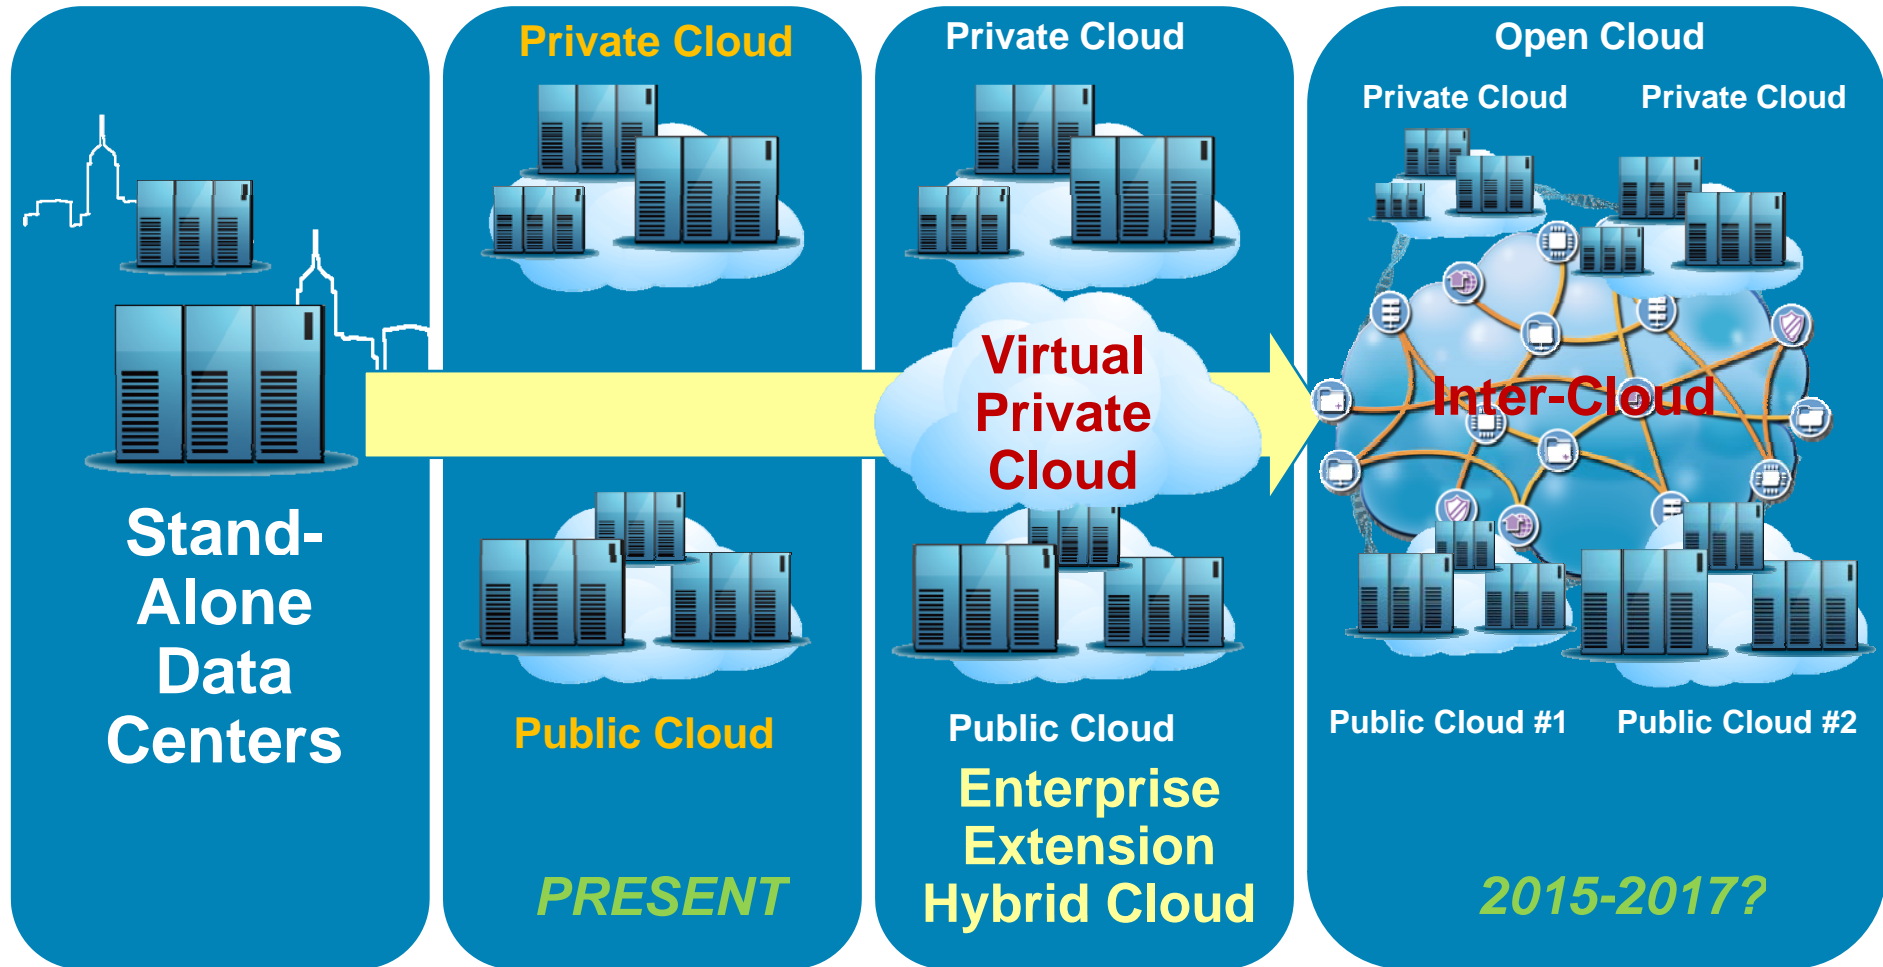 Stand-
Alone
Data
Centers
Private Cloud
Public Cloud
PRESENT
Private Cloud
Virtual
Private
Cloud
Public Cloud
Enterprise
Extension
Hybrid Cloud
Open Cloud
Private Cloud
Private Cloud
Inter-Cloud
Public Cloud #1
Public Cloud #2
2015-2017?